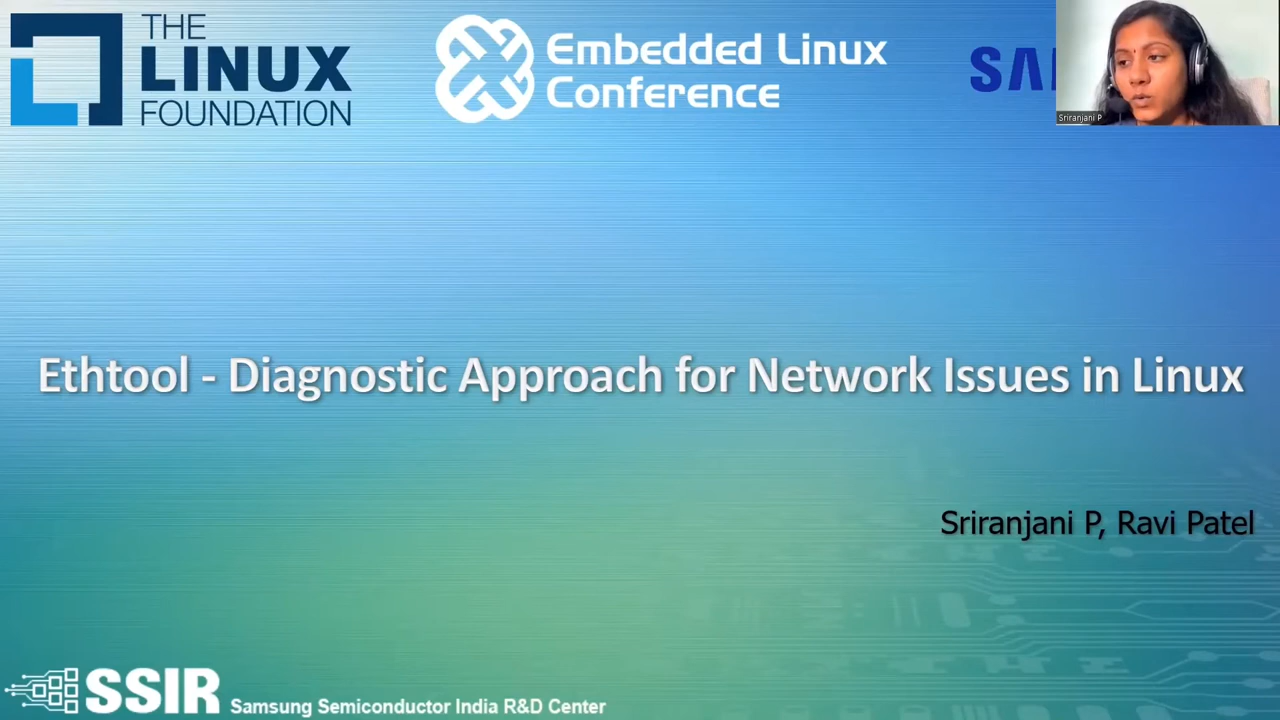 THE
LINUX
FOUNDATION
Embedded Linux
Conference
Sriranjani P
Ethtool - Diagnostic Approach for Network Issues in Linux
Sriranjani P, Ravi Patel
SSIR Samsung Semiconductor India R&D Center